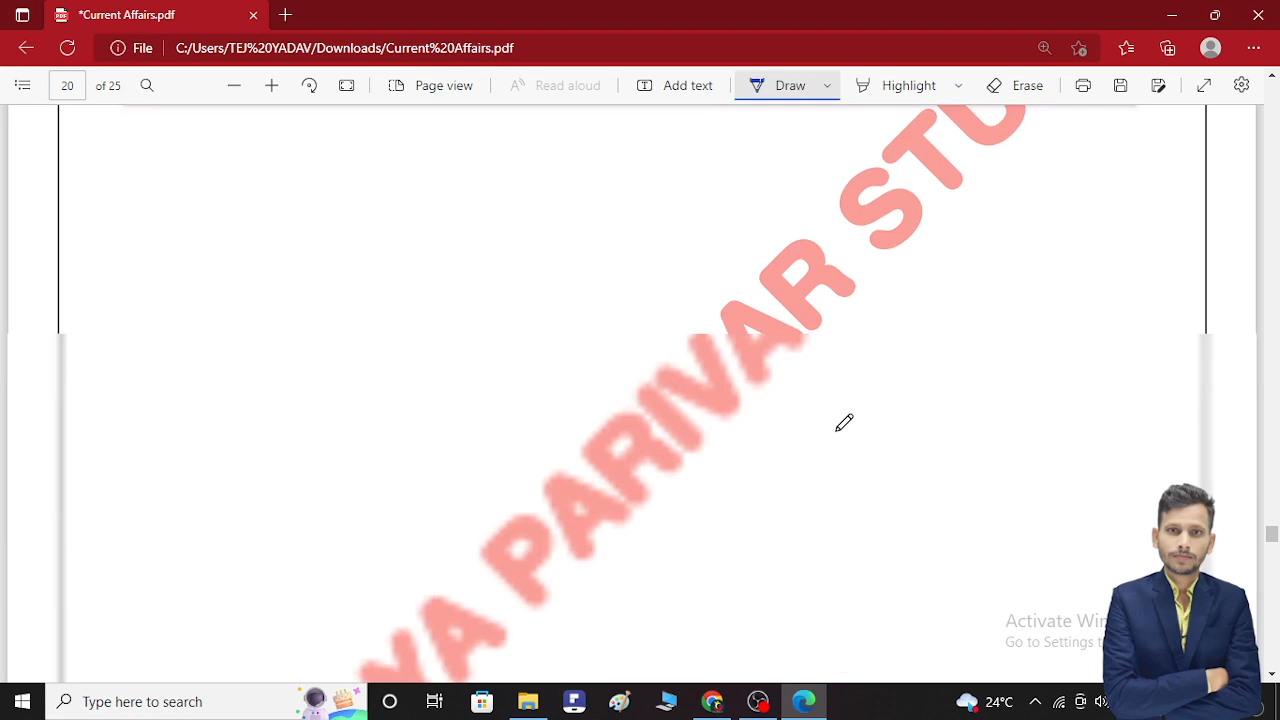 *Current Affairs.pdf
File
C:/Users/TEJ%20YADAV/Downloads/Current%20Affairs.pdf
20 of 25
Page view
Read aloud
Add text
Draw
Highlight
Erase
YA PARIVAR STU
Activate Win
Go to Settings t
Type here to search
24°C